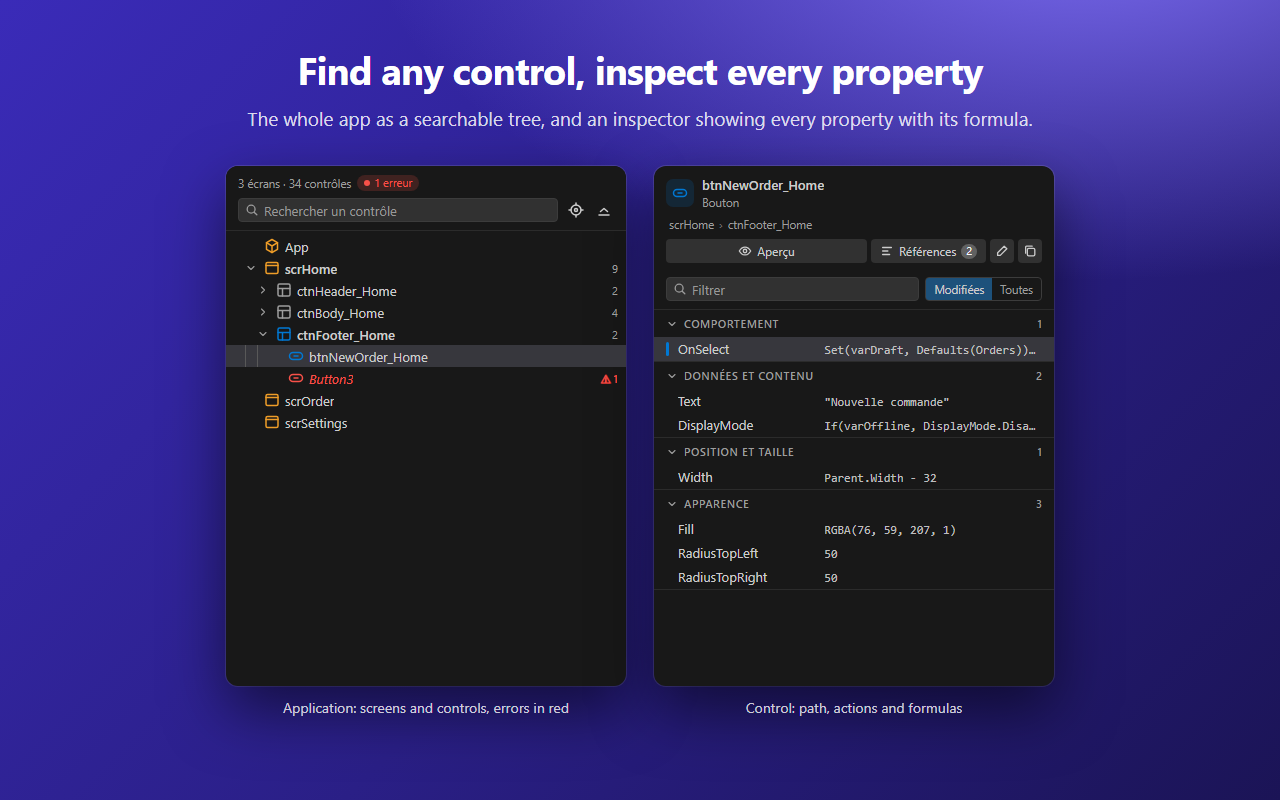 Find any control, inspect every property
The whole app as a searchable tree, and an inspector showing every property with its formula.
3 écrans · 34 contrôles 1 erreur
Rechercher un contrôle
App
scrHome 9
ctnHeader_Home 2
ctnBody_Home 4
ctnFooter_Home 2
btnNewOrder_Home
Button3 1
scrOrder
scrSettings
Application: screens and controls, errors in red
btnNewOrder_Home
Bouton
scrHome › ctnFooter_Home
Aperçu Références 2
Filtrer Modifiées Toutes
COMPORTEMENT 1
OnSelect Set(varDraft, Defaults(Orders))…
DONNÉES ET CONTENU 2
Text "Nouvelle commande"
DisplayMode If(varOffline, DisplayMode.Disa…
POSITION ET TAILLE 1
Width Parent.Width - 32
APPARENCE 3
Fill RGBA(76, 59, 207, 1)
RadiusTopLeft 50
RadiusTopRight 50
Control: path, actions and formulas